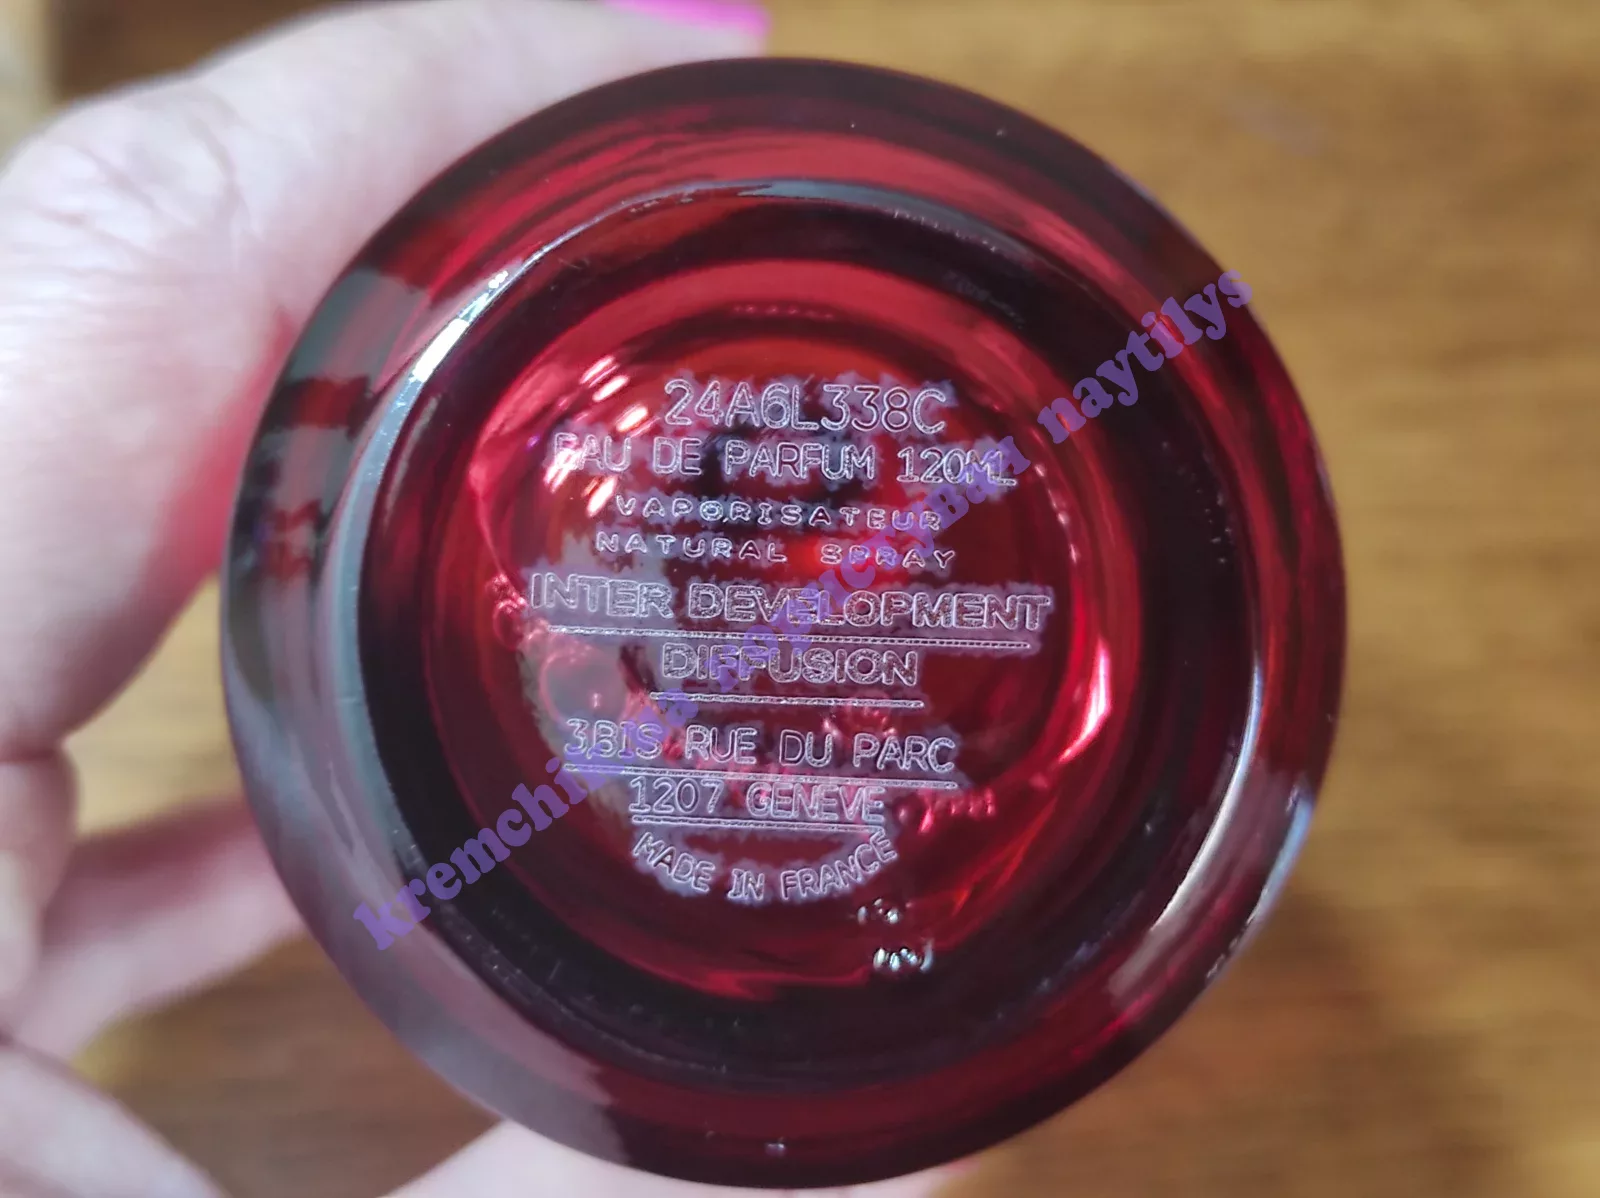 24A6L338C
EAU DE PARFUM 120ML
VAPORISATEUR
NATURAL SPRAY
INTER DEVELOPMENT
DIFFUSION
3BIS RUE DU PARC
1207 GENEVE
MADE IN FRANCE
naytilys